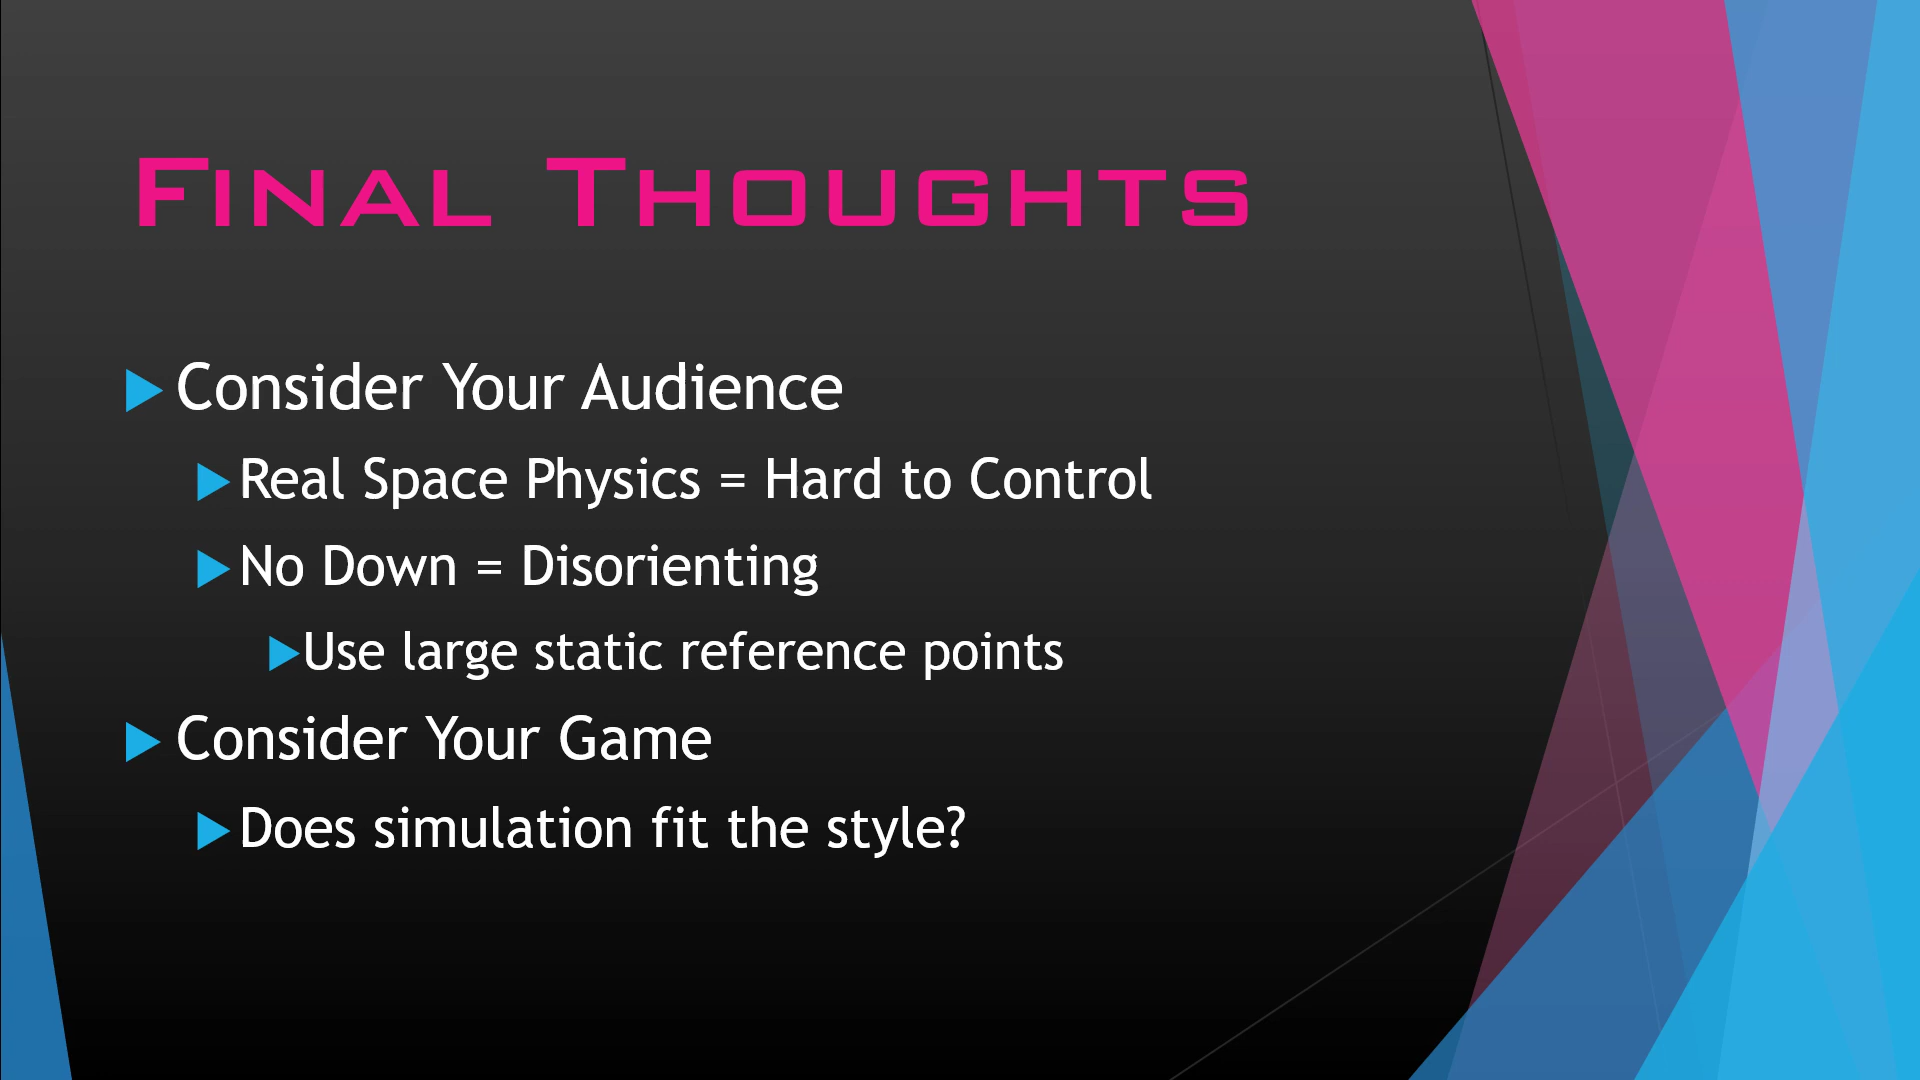 Final Thoughts
Consider Your Audience
Real Space Physics = Hard to Control
No Down = Disorienting
Use large static reference points
Consider Your Game
Does simulation fit the style?